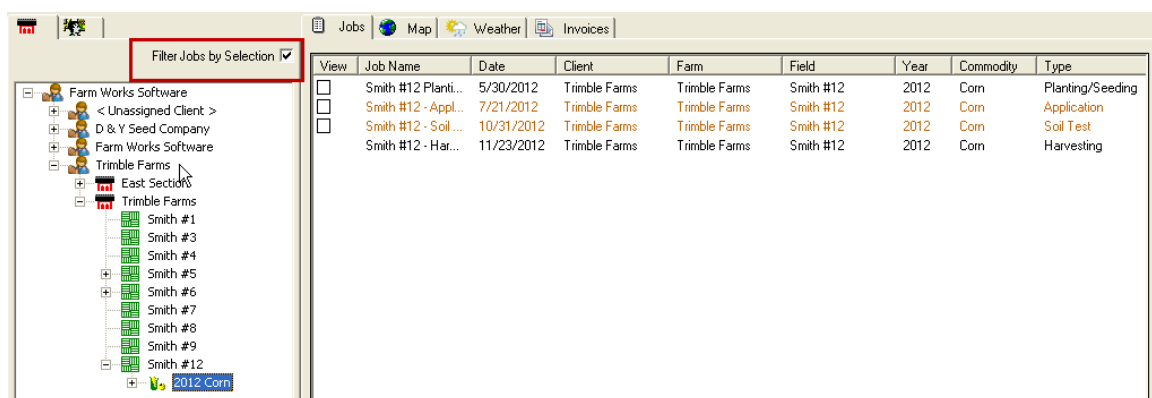 Jobs Map Weather Invoices
Filter Jobs by Selection
Farm Works Software
< Unassigned Client >
D & Y Seed Company
Farm Works Software
Trimble Farms
East Section
Trimble Farms
Smith #1
Smith #3
Smith #4
Smith #5
Smith #6
Smith #7
Smith #8
Smith #9
Smith #12
2012 Corn
View Job Name Date Client Farm Field Year Commodity Type
Smith #12 Planti... 5/30/2012 Trimble Farms Trimble Farms Smith #12 2012 Corn Planting/Seeding
Smith #12 - Appl... 7/21/2012 Trimble Farms Trimble Farms Smith #12 2012 Corn Application
Smith #12 - Soil ... 10/31/2012 Trimble Farms Trimble Farms Smith #12 2012 Corn Soil Test
Smith #12 - Har... 11/23/2012 Trimble Farms Trimble Farms Smith #12 2012 Corn Harvesting